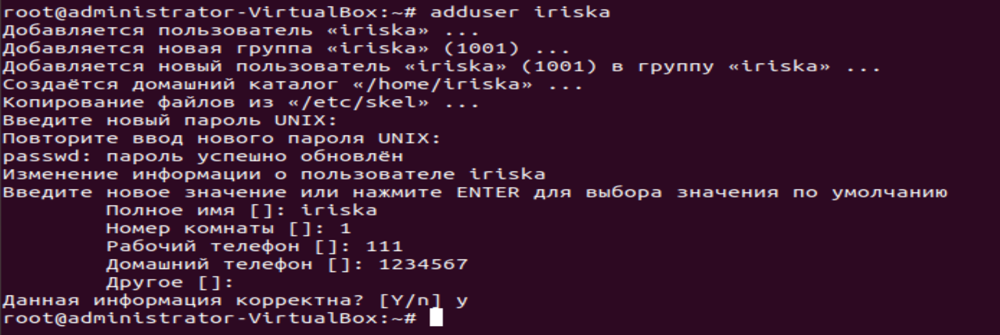 root@administrator-VirtualBox:~# adduser iriska
Добавляется пользователь «iriska» ...
Добавляется новая группа «iriska» (1001) ...
Добавляется новый пользователь «iriska» (1001) в группу «iriska» ...
Создаётся домашний каталог «/home/iriska» ...
Копирование файлов из «/etc/skel» ...
Введите новый пароль UNIX:
Повторите ввод нового пароля UNIX:
passwd: пароль успешно обновлён
Изменение информации о пользователе iriska
Введите новое значение или нажмите ENTER для выбора значения по умолчанию
Полное имя []: iriska
Номер комнаты []: 1
Рабочий телефон []: 111
Домашний телефон []: 1234567
Другое []:
Данная информация корректна? [Y/n] y
root@administrator-VirtualBox:~#